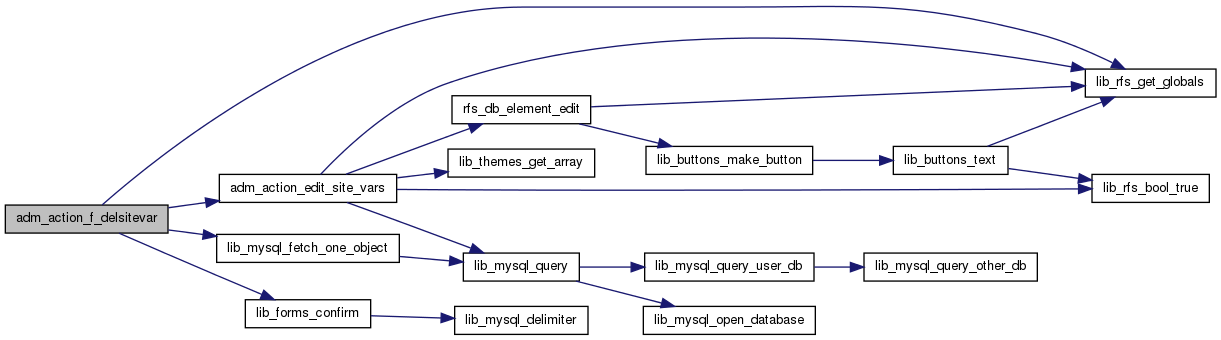 lib_rfs_get_globals
rfs_db_element_edit
lib_themes_get_array
lib_buttons_make_button
lib_buttons_text
adm_action_edit_site_vars
lib_rfs_bool_true
adm_action_f_delsitevar
lib_mysql_fetch_one_object
lib_mysql_query
lib_mysql_query_user_db
lib_mysql_query_other_db
lib_forms_confirm
lib_mysql_delimiter
lib_mysql_open_database